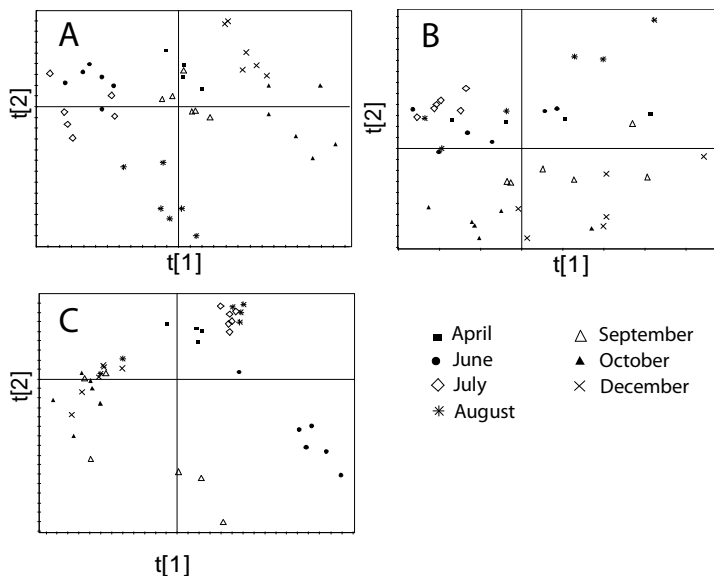 A
t[2]
t[1]
B
t[2]
t[1]
C
t[2]
t[1]
April
June
July
August
September
October
December